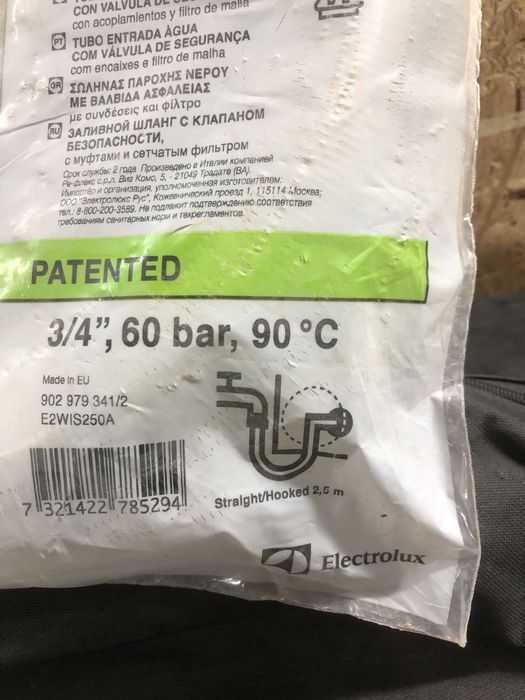 CON VALVULA DE
con acoplamientos y filtro de malla
PT TUBO ENTRADA ÁGUA
COM VÁLVULA DE SEGURANÇA
com encaixes e filtro de malha
GR ΣΩΛΗΝΑΣ ΠΑΡΟΧΗΣ ΝΕΡΟΥ
ΜΕ ΒΑΛΒΙΔΑ ΑΣΦΑΛΕΙΑΣ
με συνδέσεις και φίλτρο
RU ЗАЛИВНОЙ ШЛАНГ С КЛАПАНОМ
БЕЗОПАСНОСТИ,
с муфтами и сетчатым фильтром
Срок службы: 2 года Произведено в Италии компанией
Ре-флекс с.р.л. Виа Комо, 5, - 21049 Традате (ВА).
Импортёр и организация, уполномоченная изготовителем:
ООО "Электролюкс Рус", Кожевнический проезд 1, 115114 Москва;
тел.: 8-800-200-3589. Не подлежит подтверждению соответствия
требованиям санитарных норм и техрегламентов.
PATENTED
3/4”, 60 bar, 90 °C
Made in EU
902 979 341/2
E2WIS250A
7 321422 785294
Straight/Hooked 2,5 m
Electrolux